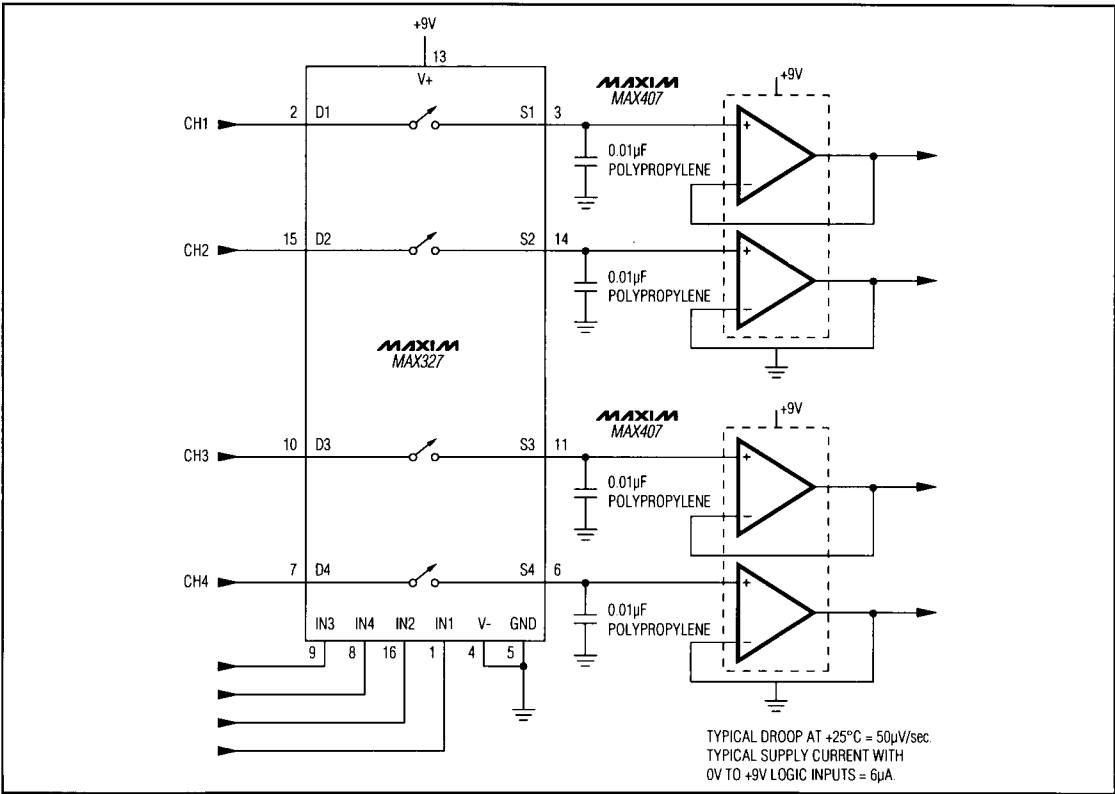 +9V
13
V+
MAXIM
MAX407
+9V
CH1
2
D1
S1
3
+
0.01µF
POLYPROPYLENE
−
CH2
15
D2
S2
14
+
0.01µF
POLYPROPYLENE
−
MAXIM
MAX327
MAXIM
MAX407
+9V
CH3
10
D3
S3
11
+
0.01µF
POLYPROPYLENE
−
CH4
7
D4
S4
6
+
0.01µF
POLYPROPYLENE
−
IN3 IN4 IN2 IN1 V- GND
9 8 16 1 4 5
TYPICAL DROOP AT +25°C = 50µV/sec.
TYPICAL SUPPLY CURRENT WITH
0V TO +9V LOGIC INPUTS = 6µA.